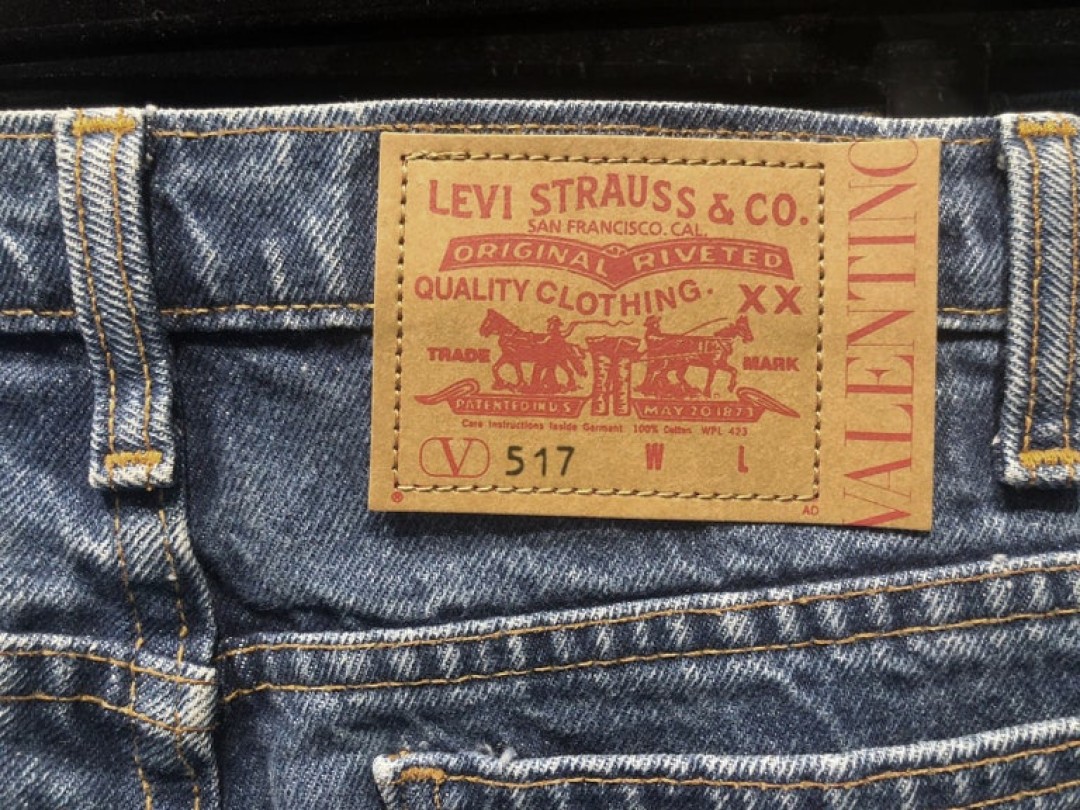 LEVI STRAUSS & CO.
SAN FRANCISCO. CAL.
ORIGINAL RIVETED
QUALITY CLOTHING. XX
TRADE MARK
PATENTED IN U.S MAY 20 1873
Care Instructions Inside Garment 100% Cotton WPL 423
V 517 W L
® AD
VALENTINO